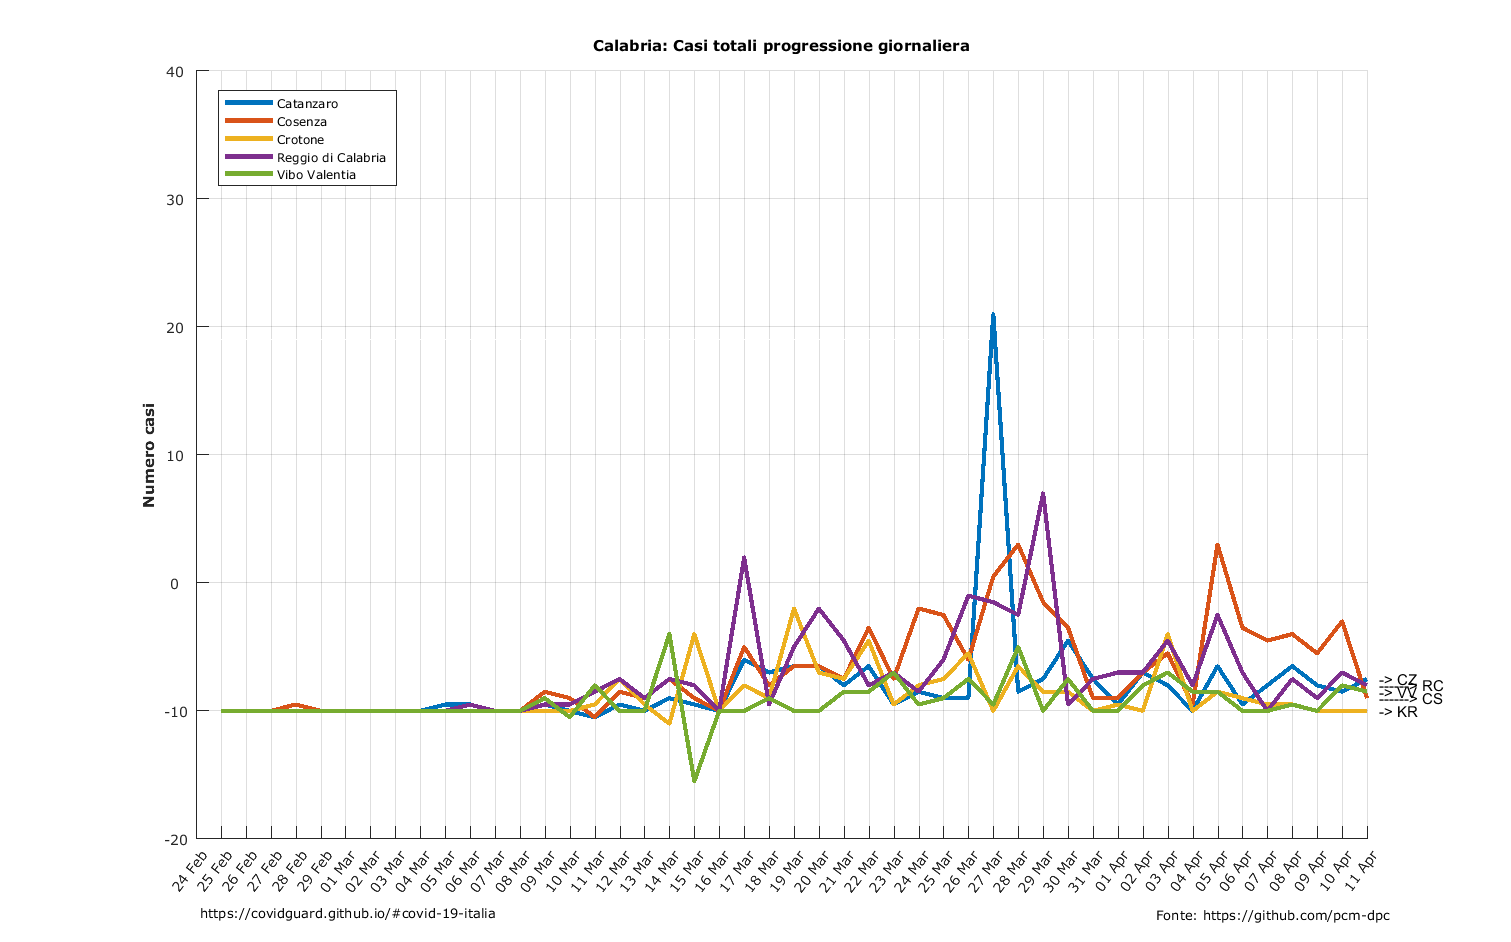 Calabria: Casi totali progressione giornaliera
40
30
20
10
0
-10
-20
Numero casi
Catanzaro
Cosenza
Crotone
Reggio di Calabria
Vibo Valentia
-> CZ
-----> RC
-> VV
-----> CS
-> KR
24 Feb
25 Feb
26 Feb
27 Feb
28 Feb
29 Feb
01 Mar
02 Mar
03 Mar
04 Mar
05 Mar
06 Mar
07 Mar
08 Mar
09 Mar
10 Mar
11 Mar
12 Mar
13 Mar
14 Mar
15 Mar
16 Mar
17 Mar
18 Mar
19 Mar
20 Mar
21 Mar
22 Mar
23 Mar
24 Mar
25 Mar
26 Mar
27 Mar
28 Mar
29 Mar
30 Mar
31 Mar
01 Apr
02 Apr
03 Apr
04 Apr
05 Apr
06 Apr
07 Apr
08 Apr
09 Apr
10 Apr
11 Apr
https://covidguard.github.io/#covid-19-italia
Fonte: https://github.com/pcm-dpc